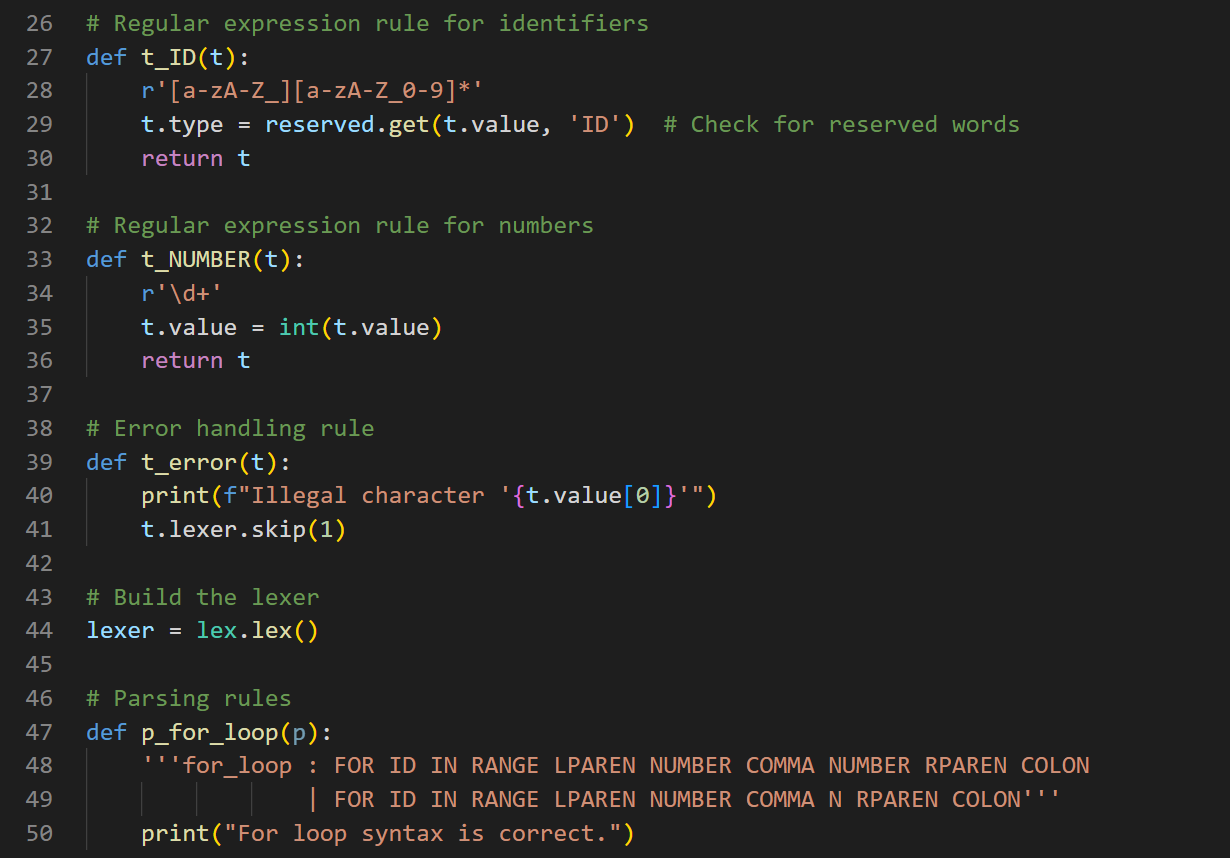 26 # Regular expression rule for identifiers
27 def t_ID(t):
28     r'[a-zA-Z_][a-zA-Z_0-9]*'
29     t.type = reserved.get(t.value, 'ID')  # Check for reserved words
30     return t
31
32 # Regular expression rule for numbers
33 def t_NUMBER(t):
34     r'\d+'
35     t.value = int(t.value)
36     return t
37
38 # Error handling rule
39 def t_error(t):
40     print(f"Illegal character '{t.value[0]}'")
41     t.lexer.skip(1)
42
43 # Build the lexer
44 lexer = lex.lex()
45
46 # Parsing rules
47 def p_for_loop(p):
48     '''for_loop : FOR ID IN RANGE LPAREN NUMBER COMMA NUMBER RPAREN COLON
49                 | FOR ID IN RANGE LPAREN NUMBER COMMA N RPAREN COLON'''
50     print("For loop syntax is correct.")